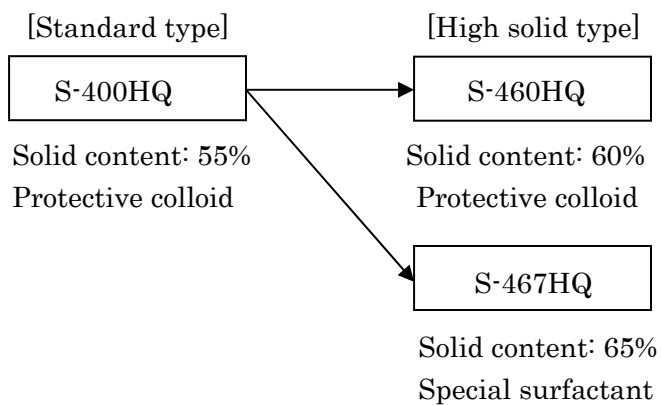 [Standard type]
[High solid type]
S-400HQ
S-460HQ
Solid content: 55%
Protective colloid
Solid content: 60%
Protective colloid
S-467HQ
Solid content: 65%
Special surfactant